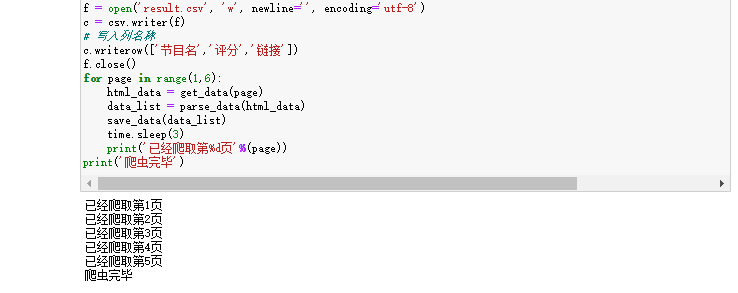 f = open('result.csv', 'w', newline='', encoding='utf-8')
c = csv.writer(f)
# 写入列名称
c.writerow(['节目名','评分','链接'])
f.close()
for page in range(1,6):
    html_data = get_data(page)
    data_list = parse_data(html_data)
    save_data(data_list)
    time.sleep(3)
    print('已经爬取第%d页'%(page))
print('爬虫完毕')
已经爬取第1页
已经爬取第2页
已经爬取第3页
已经爬取第4页
已经爬取第5页
爬虫完毕